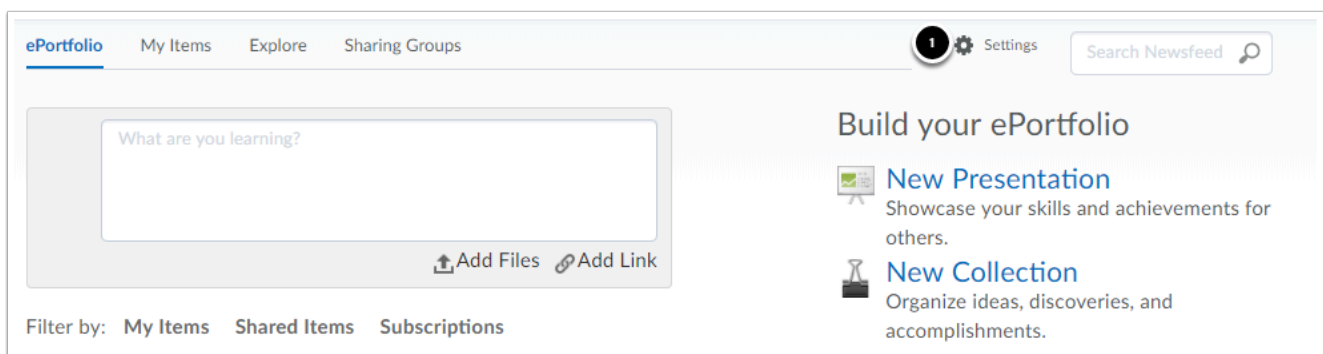 ePortfolio My Items Explore Sharing Groups 1 Settings Search Newsfeed
What are you learning?
Add Files Add Link
Filter by: My Items Shared Items Subscriptions
Build your ePortfolio
New Presentation
Showcase your skills and achievements for
others.
New Collection
Organize ideas, discoveries, and
accomplishments.